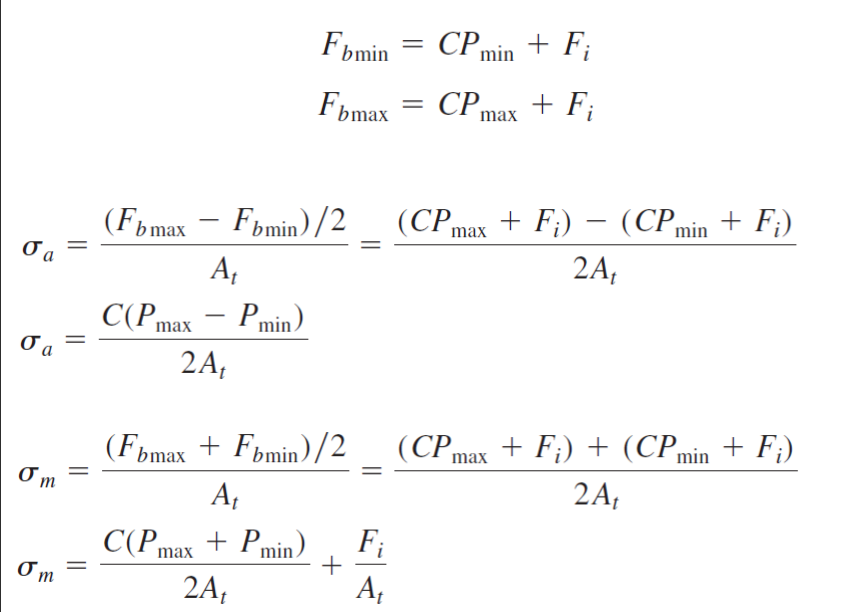 F_bmin = CP_min + F_i
F_bmax = CP_max + F_i
σ_a = (F_bmax − F_bmin)/2 / A_t = (CP_max + F_i) − (CP_min + F_i) / 2A_t
σ_a = C(P_max − P_min) / 2A_t
σ_m = (F_bmax + F_bmin)/2 / A_t = (CP_max + F_i) + (CP_min + F_i) / 2A_t
σ_m = C(P_max + P_min) / 2A_t + F_i / A_t